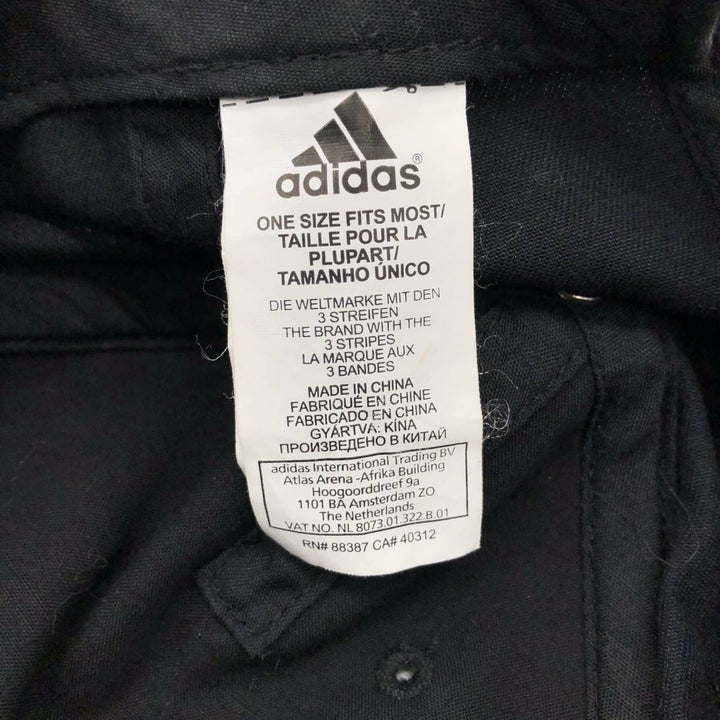 adidas®
ONE SIZE FITS MOST/
TAILLE POUR LA
PLUPART/
TAMANHO ÚNICO
DIE WELTMARKE MIT DEN
3 STREIFEN
THE BRAND WITH THE
3 STRIPES
LA MARQUE AUX
3 BANDES
MADE IN CHINA
FABRIQUÉ EN CHINE
FABRICADO EN CHINA
GYÁRTVA: KÍNA
ПРОИЗВЕДЕНО В КИТАЙ
adidas International Trading BV
Atlas Arena -Afrika Building
Hoogoorddreef 9a
1101 BA Amsterdam ZO
The Netherlands
VAT NO. NL 8073.01.322.B.01
RN# 88387 CA# 40312